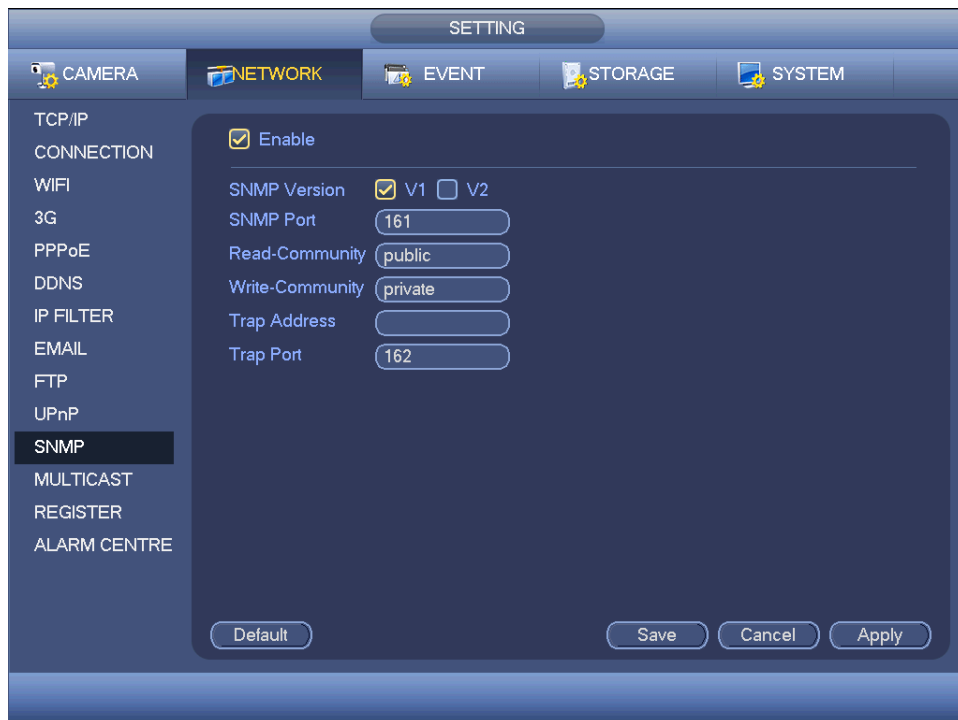 SETTING
CAMERA NETWORK EVENT STORAGE SYSTEM
TCP/IP
CONNECTION
WIFI
3G
PPPoE
DDNS
IP FILTER
EMAIL
FTP
UPnP
SNMP
MULTICAST
REGISTER
ALARM CENTRE
Enable
SNMP Version V1 V2
SNMP Port 161
Read-Community public
Write-Community private
Trap Address
Trap Port 162
Default Save Cancel Apply